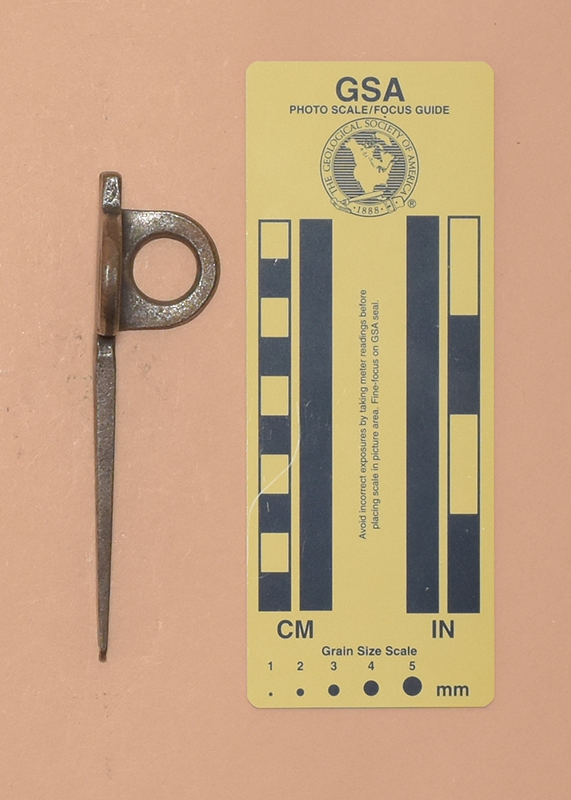 GSA
PHOTO SCALE/FOCUS GUIDE
THE GEOLOGICAL SOCIETY OF AMERICA
·1888·
®
Avoid incorrect exposures by taking meter readings before
placing scale in picture area. Fine-focus on GSA seal.
CM IN
Grain Size Scale
1 2 3 4 5
mm